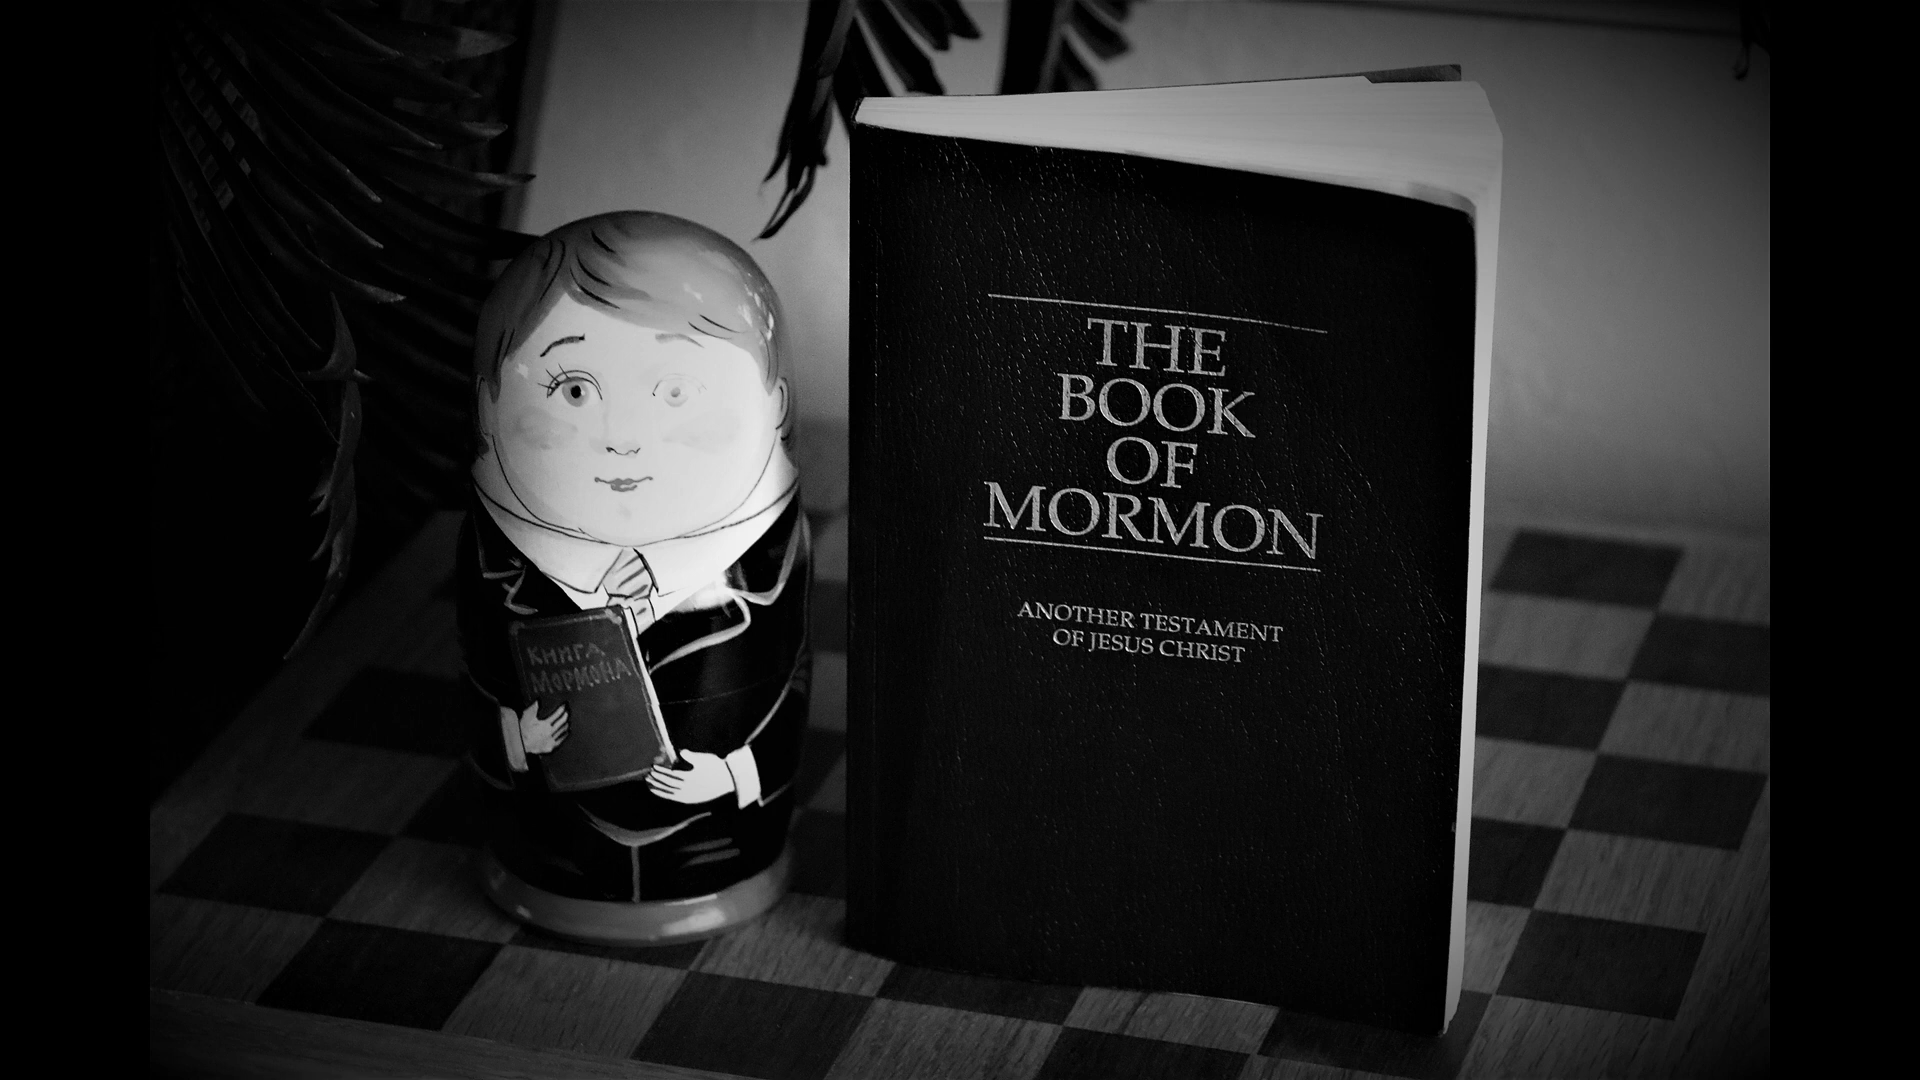 КНИГА
МОРМОНА
THE
BOOK
OF
MORMON
ANOTHER TESTAMENT
OF JESUS CHRIST